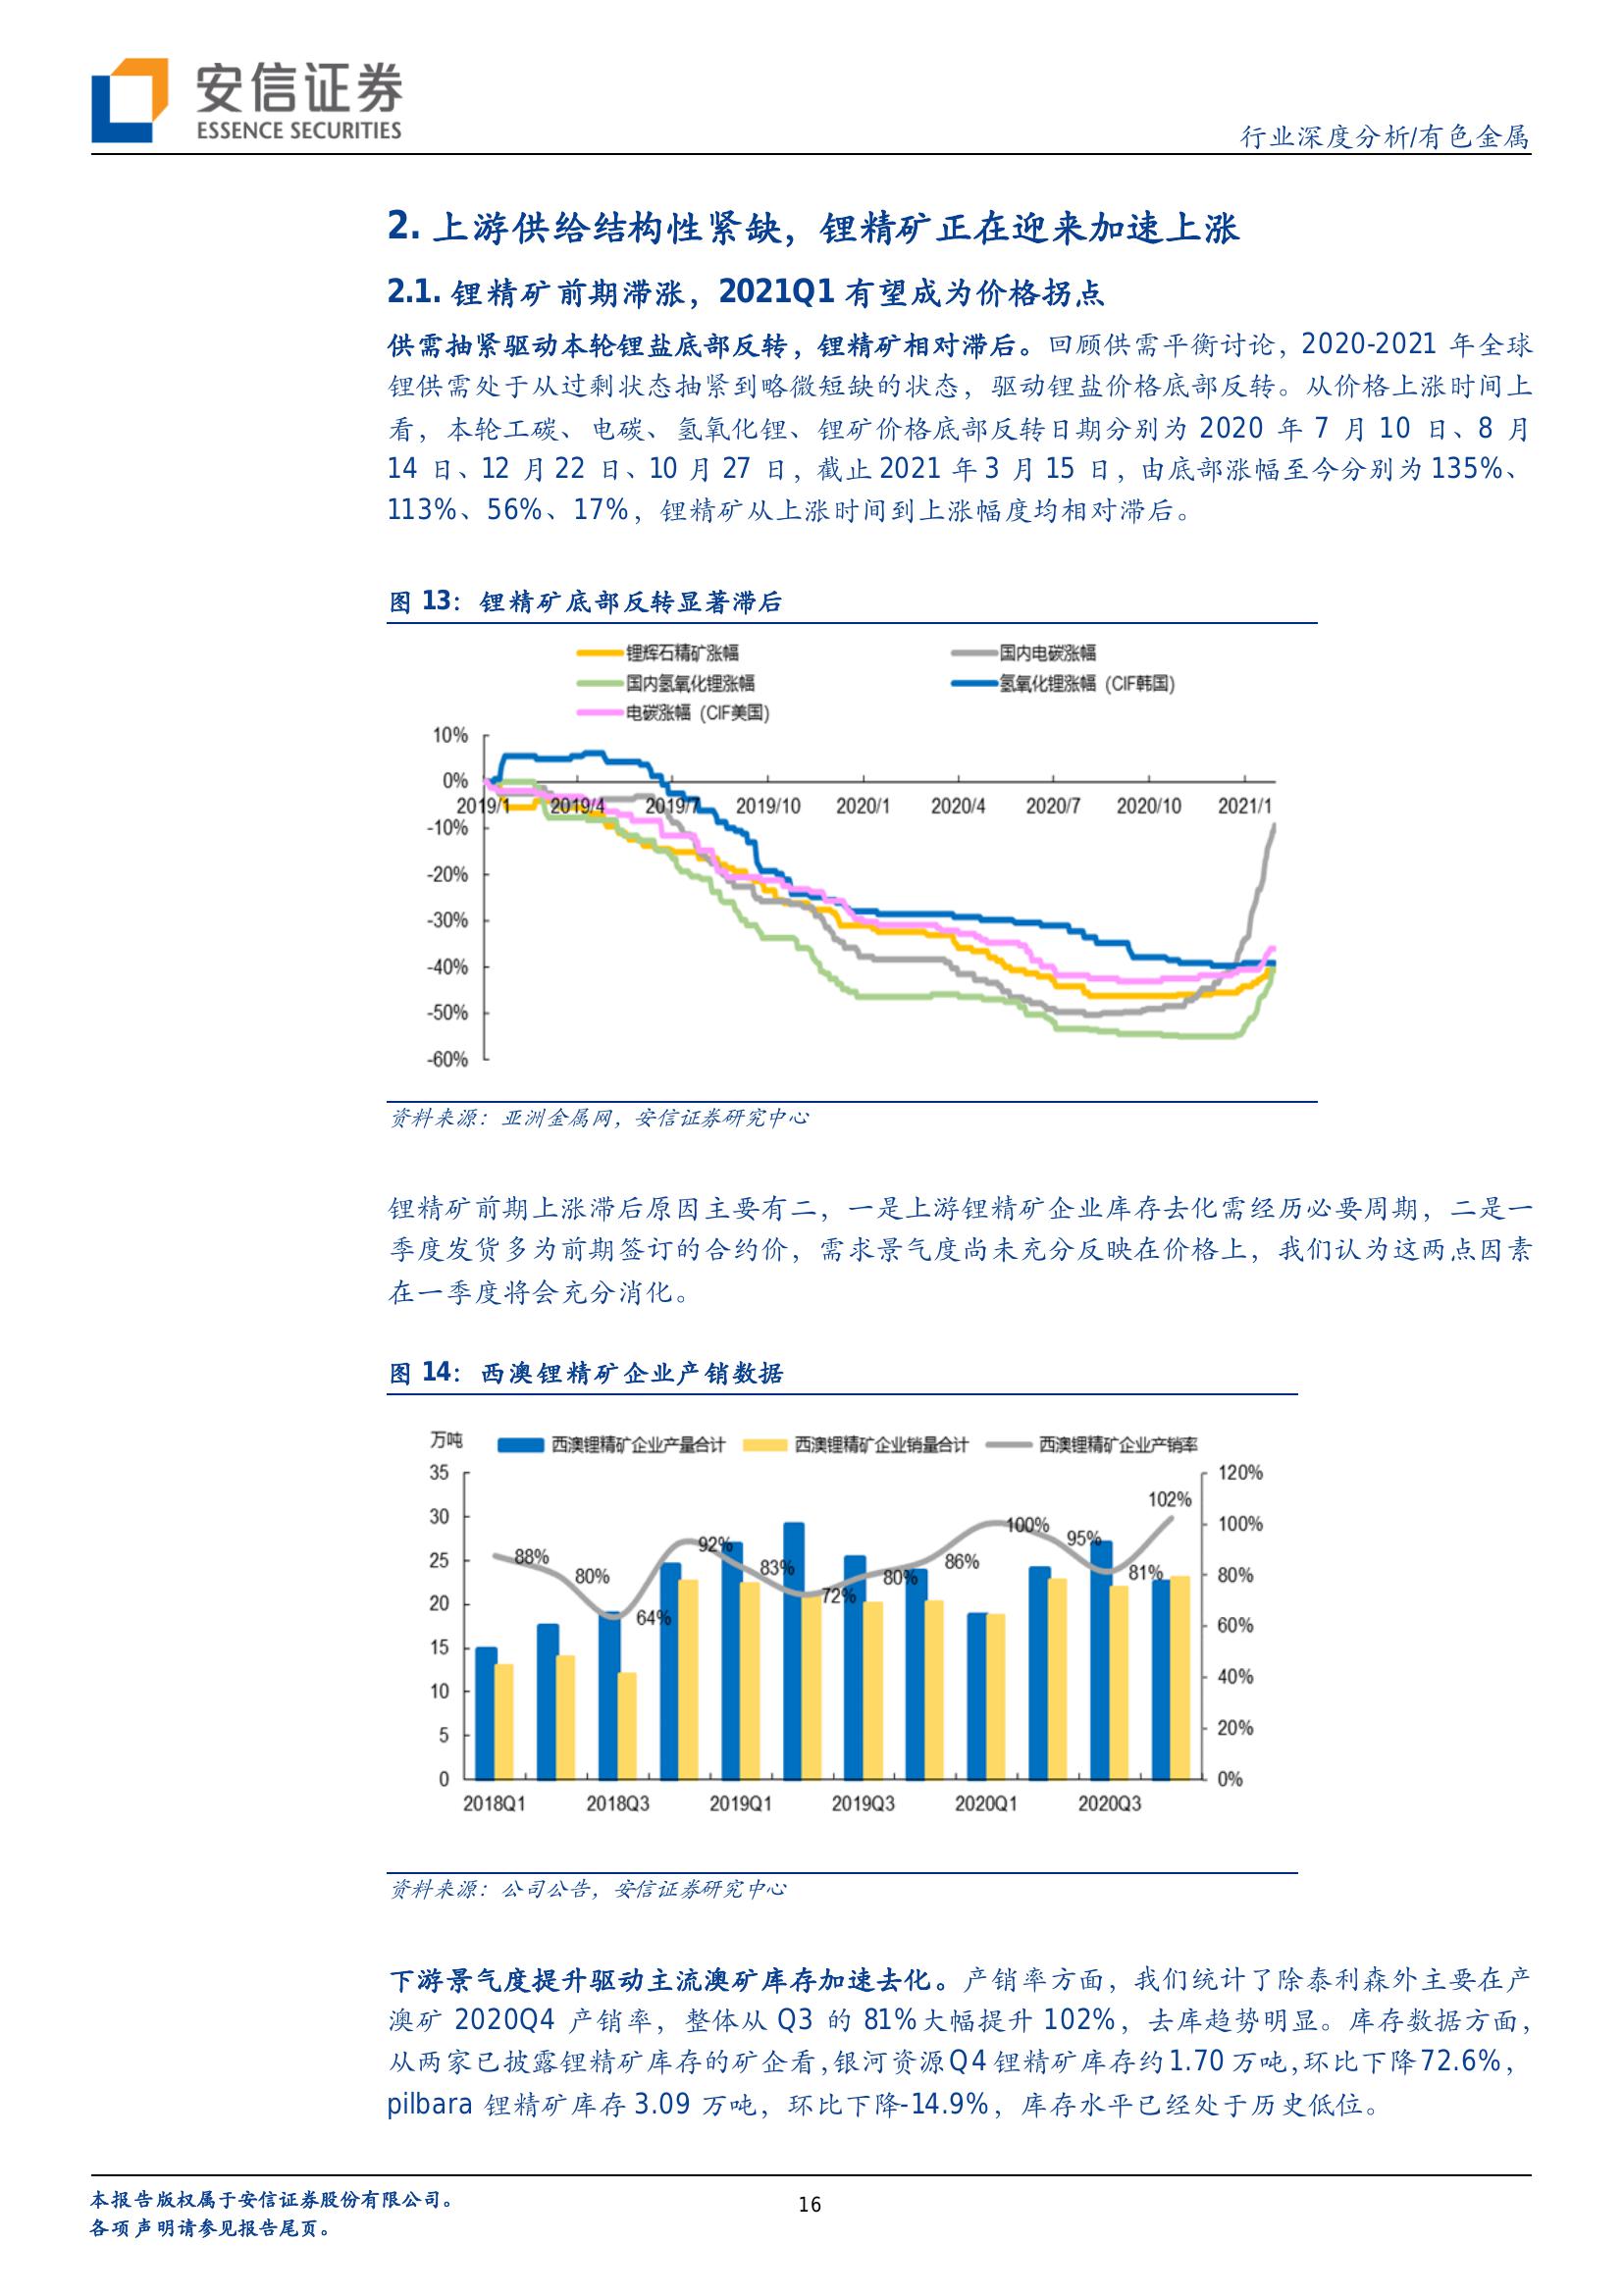 安信证券
ESSENCE SECURITIES
行业深度分析/有色金属
2. 上游供给结构性紧缺，锂精矿正在迎来加速上涨
2.1. 锂精矿前期滞涨，2021Q1 有望成为价格拐点
供需抽紧驱动本轮锂盐底部反转，锂精矿相对滞后。回顾供需平衡讨论，2020-2021 年全球
锂供需处于从过剩状态抽紧到略微短缺的状态，驱动锂盐价格底部反转。从价格上涨时间上
看，本轮工碳、电碳、氢氧化锂、锂矿价格底部反转日期分别为 2020 年 7 月 10 日、8 月
14 日、12 月 22 日、10 月 27 日，截止 2021 年 3 月 15 日，由底部涨幅至今分别为 135%、
113%、56%、17%，锂精矿从上涨时间到上涨幅度均相对滞后。
图 13：锂精矿底部反转显著滞后
锂辉石精矿涨幅 国内电碳涨幅
国内氢氧化锂涨幅 氢氧化锂涨幅（CIF韩国）
电碳涨幅（CIF美国）
10%
0%
2019/1 2019/4 2019/7 2019/10 2020/1 2020/4 2020/7 2020/10 2021/1
-10%
-20%
-30%
-40%
-50%
-60%
资料来源：亚洲金属网，安信证券研究中心
锂精矿前期上涨滞后原因主要有二，一是上游锂精矿企业库存去化需经历必要周期，二是一
季度发货多为前期签订的合约价，需求景气度尚未充分反映在价格上，我们认为这两点因素
在一季度将会充分消化。
图 14：西澳锂精矿企业产销数据
万吨 西澳锂精矿企业产量合计 西澳锂精矿企业销量合计 西澳锂精矿企业产销率
35 120%
30 100%
25 80%
20 60%
15 40%
10 20%
5 0%
0
88% 80% 64% 92% 83% 72% 80% 86% 100% 95% 81% 102%
2018Q1 2018Q3 2019Q1 2019Q3 2020Q1 2020Q3
资料来源：公司公告，安信证券研究中心
下游景气度提升驱动主流澳矿库存加速去化。产销率方面，我们统计了除泰利森外主要在产
澳矿 2020Q4 产销率，整体从 Q3 的 81%大幅提升 102%，去库趋势明显。库存数据方面，
从两家已披露锂精矿库存的矿企看，银河资源Q4 锂精矿库存约 1.70 万吨，环比下降 72.6%，
pilbara 锂精矿库存 3.09 万吨，环比下降-14.9%，库存水平已经处于历史低位。
本报告版权属于安信证券股份有限公司。
各项声明请参见报告尾页。
16